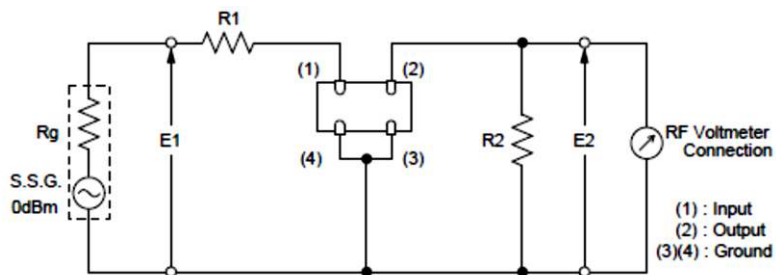 R1
(1)
(2)
Rg
E1
R2
E2
RF Voltmeter
Connection
(4)
(3)
S.S.G.
0dBm
(1) : Input
(2) : Output
(3)(4) : Ground